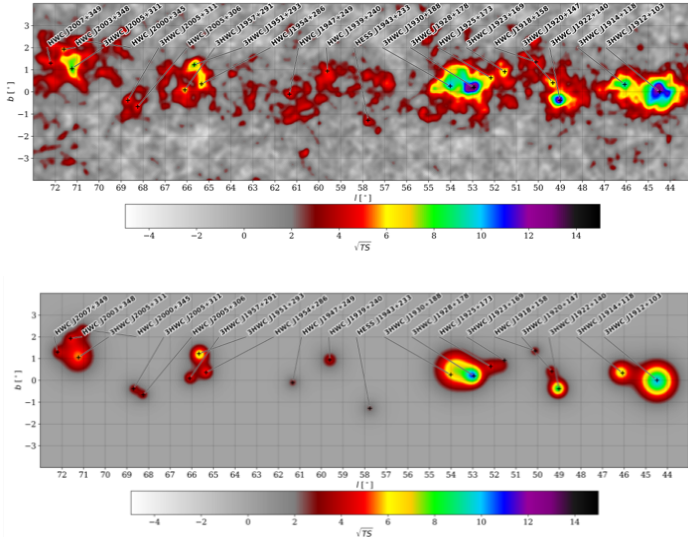 HWC J2007+349
HWC J2003+348
3HWC J2005+311
HWC J2000+345
3HWC J2005+311
HWC J2005+306
3HWC J1957+291
3HWC J1951+293
HWC J1954+286
HWC J1947+249
HWC J1939+240
3HWC J1930+188
3HWC J1928+178
HWC J1925+173
3HWC J1923+169
HWC J1918+158
3HWC J1920+147
3HWC J1922+140
3HWC J1914+118
3HWC J1912+103
b [°]
3
2
1
0
−1
−2
−3
72 71 70 69 68 67 66 65 64 63 62 61 60 59 58 57 56 55 54 53 52 51 50 49 48 47 46 45 44 43
l [°]
−4 −2 0 2 4 6 8 10 12 14
√TS
HWC J2007+349
HWC J2003+348
3HWC J2005+311
HWC J2000+345
3HWC J2005+311
HWC J2005+306
3HWC J1957+291
3HWC J1951+293
HWC J1954+286
HWC J1947+249
HWC J1939+240
3HWC J1930+188
3HWC J1928+178
HWC J1925+173
3HWC J1923+169
HWC J1918+158
3HWC J1920+147
3HWC J1922+140
3HWC J1914+118
3HWC J1912+103
b [°]
4
3
2
1
0
−1
−2
−3
72 71 70 69 68 67 66 65 64 63 62 61 60 59 58 57 56 55 54 53 52 51 50 49 48 47 46 45 44 43
l [°]
−4 −2 0 2 4 6 8 10 12 14
√TS